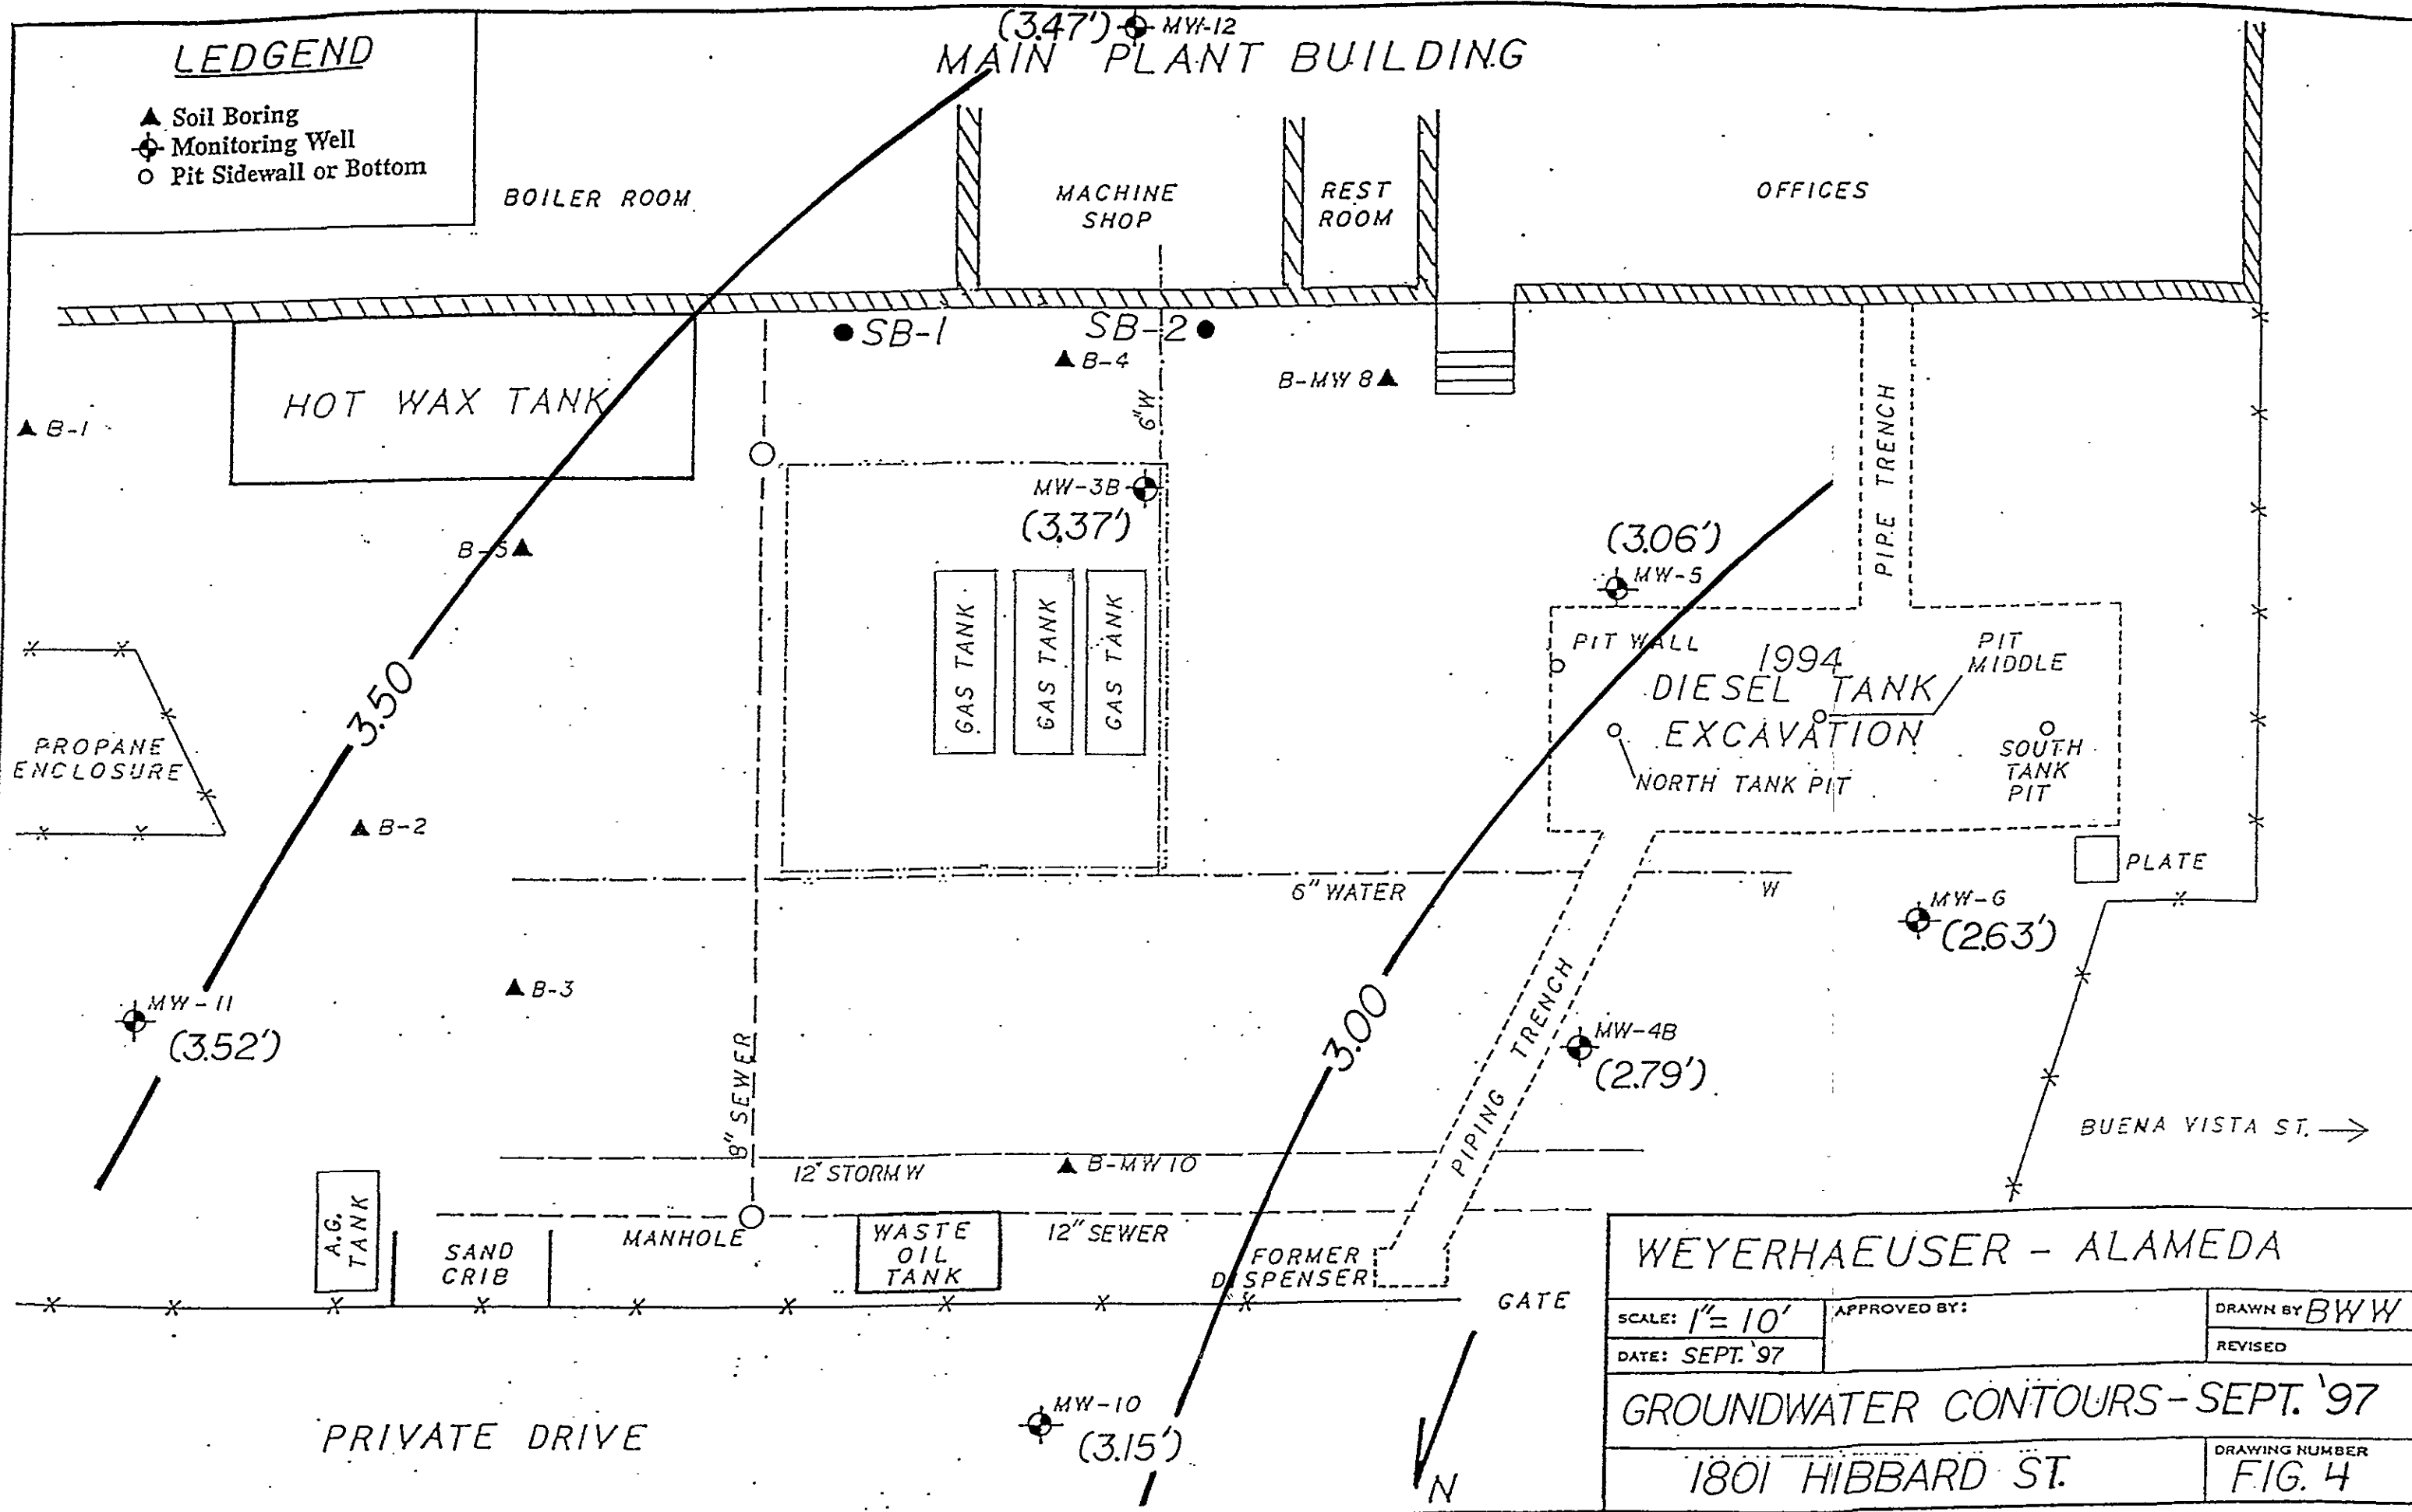 (3.47') MW-12
MAIN PLANT BUILDING
LEDGEND
Soil Boring
Monitoring Well
Pit Sidewall or Bottom
BOILER ROOM
MACHINE
SHOP
REST
ROOM
OFFICES
SB-1
SB-2
B-4
B-MW 8
HOT WAX TANK
B-1
6" W
PIPE TRENCH
MW-3B
(3.37')
B-5
(3.06')
MW-5
GAS TANK
GAS TANK
GAS TANK
PIT WALL
1994
DIESEL TANK
EXCAVATION
PIT
MIDDLE
3.50
PROPANE
ENCLOSURE
NORTH TANK PIT
SOUTH
TANK
PIT
B-2
PLATE
6" WATER
W
MW-6
(2.63')
B-3
MW-11
(3.52')
3.00
MW-4B
(2.79')
8" SEWER
PIPING TRENCH
BUENA VISTA ST.
12" STORM W
B-MW 10
A.G.
TANK
SAND
CRIB
MANHOLE
WASTE
OIL
TANK
12" SEWER
FORMER
DISPENSER
GATE
PRIVATE DRIVE
MW-10
(3.15')
N
WEYERHAEUSER - ALAMEDA
SCALE: 1" = 10'
APPROVED BY:
DRAWN BY BWW
DATE: SEPT. '97
REVISED
GROUNDWATER CONTOURS - SEPT. '97
1801 HIBBARD ST.
DRAWING NUMBER
FIG. 4